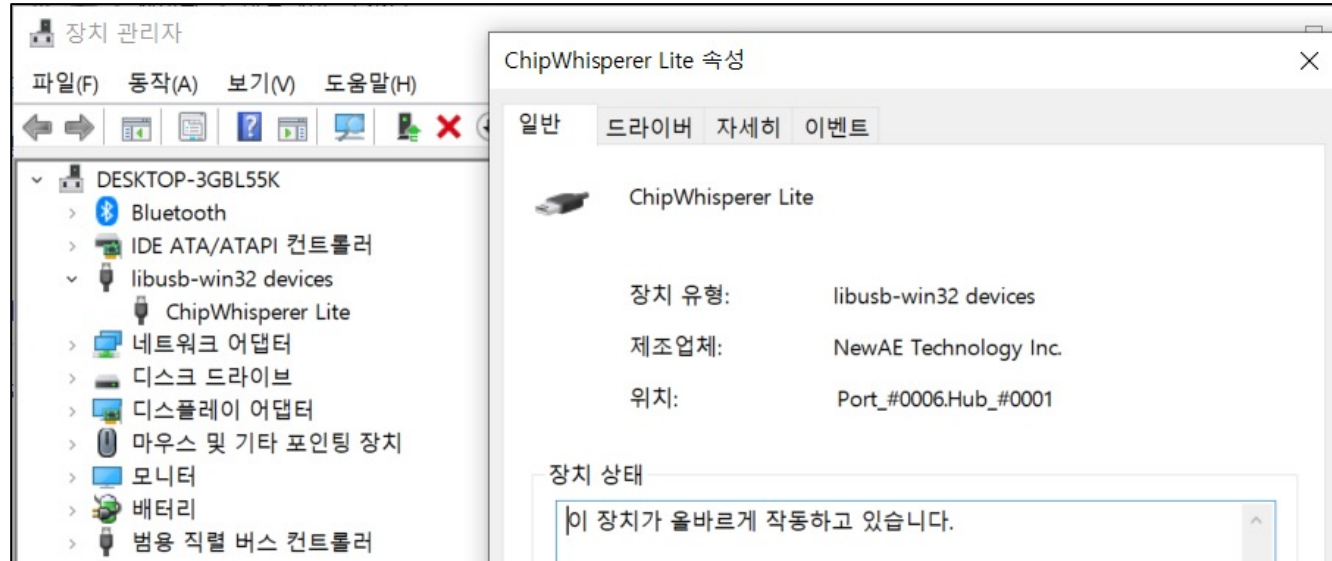 장치 관리자
파일(F) 동작(A) 보기(V) 도움말(H)
DESKTOP-3GBL55K
Bluetooth
IDE ATA/ATAPI 컨트롤러
libusb-win32 devices
ChipWhisperer Lite
네트워크 어댑터
디스크 드라이브
디스플레이 어댑터
마우스 및 기타 포인팅 장치
모니터
배터리
범용 직렬 버스 컨트롤러
ChipWhisperer Lite 속성
일반 드라이버 자세히 이벤트
ChipWhisperer Lite
장치 유형: libusb-win32 devices
제조업체: NewAE Technology Inc.
위치: Port_#0006.Hub_#0001
장치 상태
이 장치가 올바르게 작동하고 있습니다.